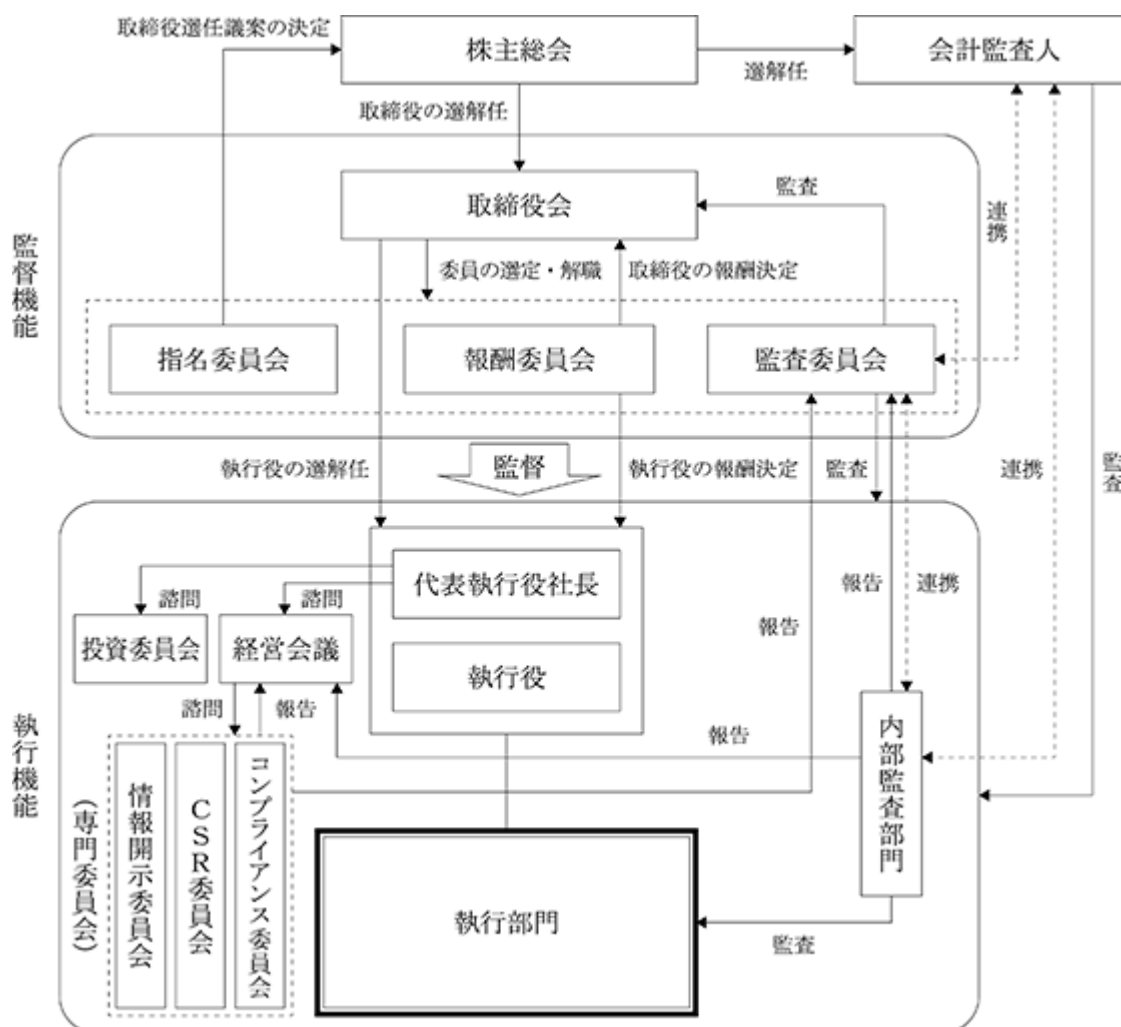 取締役選任議案の決定
株主総会
選解任
会計監査人
取締役の選解任
監督機能
取締役会
監査
連携
委員の選定・解職
取締役の報酬決定
指名委員会
報酬委員会
監査委員会
執行役の選解任
監督
執行役の報酬決定
監査
連携
監査
執行機能
代表執行役社長
諮問
諮問
報告
連携
投資委員会
経営会議
報告
執行役
諮問
報告
報告
内部監査部門
(専門委員会)
情報開示委員会
CSR委員会
コンプライアンス委員会
執行部門
監査